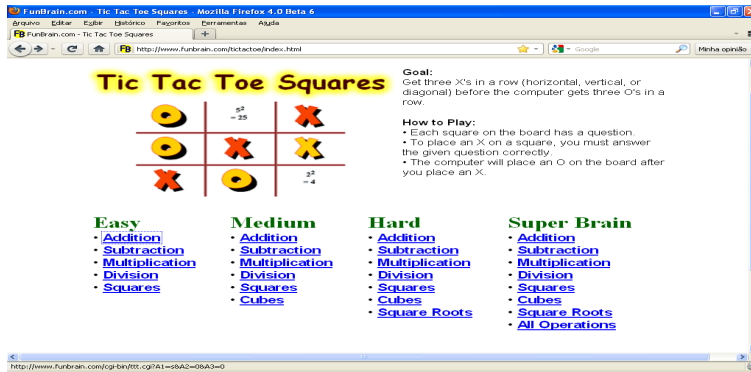 FunBrain.com - Tic Tac Toe Squares - Mozilla Firefox 4.0 Beta 6
Arquivo Editar Exibir Histórico Favoritos Ferramentas Ajuda
FB FunBrain.com - Tic Tac Toe Squares +
FB http://www.funbrain.com/tictactoe/index.html Google Minha opinião
Tic Tac Toe Squares
5²
= 25
2²
= 4
Goal:
Get three X's in a row (horizontal, vertical, or
diagonal) before the computer gets three O's in a
row.
How to Play:
• Each square on the board has a question.
• To place an X on a square, you must answer
the given question correctly.
• The computer will place an O on the board after
you place an X.
Easy
• Addition
• Subtraction
• Multiplication
• Division
• Squares
Medium
• Addition
• Subtraction
• Multiplication
• Division
• Squares
• Cubes
Hard
• Addition
• Subtraction
• Multiplication
• Division
• Squares
• Cubes
• Square Roots
Super Brain
• Addition
• Subtraction
• Multiplication
• Division
• Squares
• Cubes
• Square Roots
• All Operations
http://www.funbrain.com/cgi-bin/ttt.cgi?A1=s&A2=0&A3=0